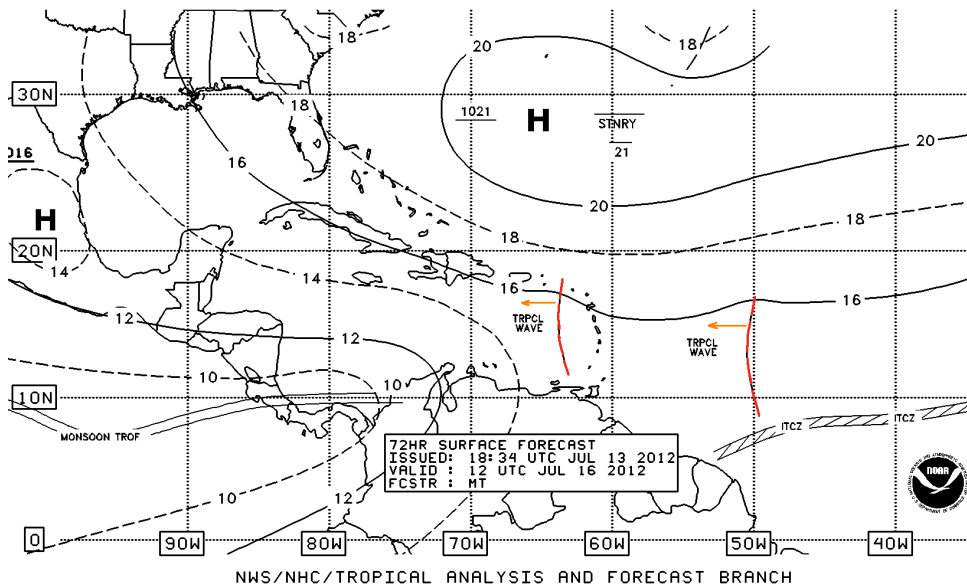 18
20
18
30N
18
1021
H
STNRY
21
20
016
16
H
20
18
20N
18
14
14
16
16
12
TRPCL
WAVE
12
TRPCL
WAVE
10
10
10N
MONSOON TROF
ITCZ
ITCZ
72HR SURFACE FORECAST
ISSUED: 18:34 UTC JUL 13 2012
VALID : 12 UTC JUL 16 2012
FCSTR : MT
NOAA
10
12
0
90W
80W
70W
60W
50W
40W
NWS/NHC/TROPICAL ANALYSIS AND FORECAST BRANCH